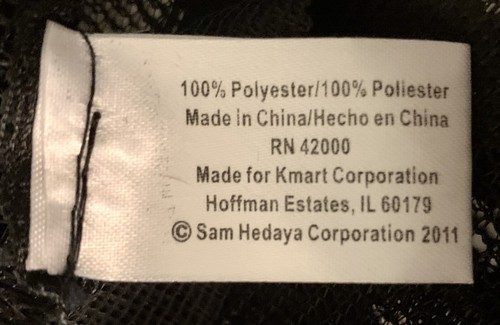 100% Polyester/100% Poliester
Made in China/Hecho en China
RN 42000
Made for Kmart Corporation
Hoffman Estates, IL 60179
© Sam Hedaya Corporation 2011